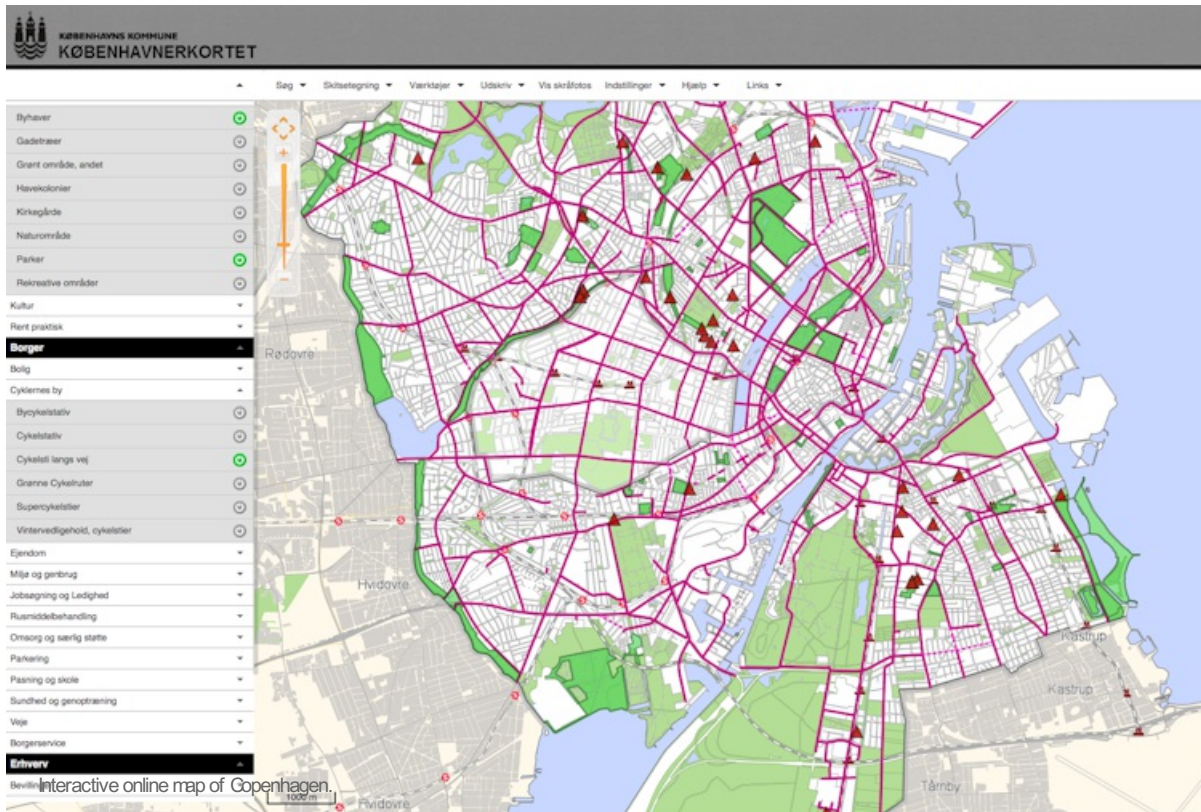 KØBENHAVNS KOMMUNE
KØBENHAVNERKORTET
Søg Skitsetegning Værktøjer Udskriv Vis skråfotos Indstillinger Hjælp Links
Byhaver
Gadetræer
Grønt område, andet
Havekolonier
Kirkegårde
Naturområde
Parker
Rekreative områder
Kultur
Rent praktisk
Borger
Bolig
Cyklernes by
Bycykelstativ
Cykelstativ
Cykelsti langs vej
Grønne Cykelruter
Supercykelstier
Vintervedligehold, cykelstier
Ejendom
Miljø og genbrug
Jobsøgning og Ledighed
Rusmiddelbehandling
Omsorg og særlig støtte
Parkering
Pasning og skole
Sundhed og genoptræning
Veje
Borgerservice
Erhverv
Interactive online map of Copenhagen.
Rødovre
Hvidovre
Kastrup
Kastrup
Tårnby
1000 m
Hvidovre